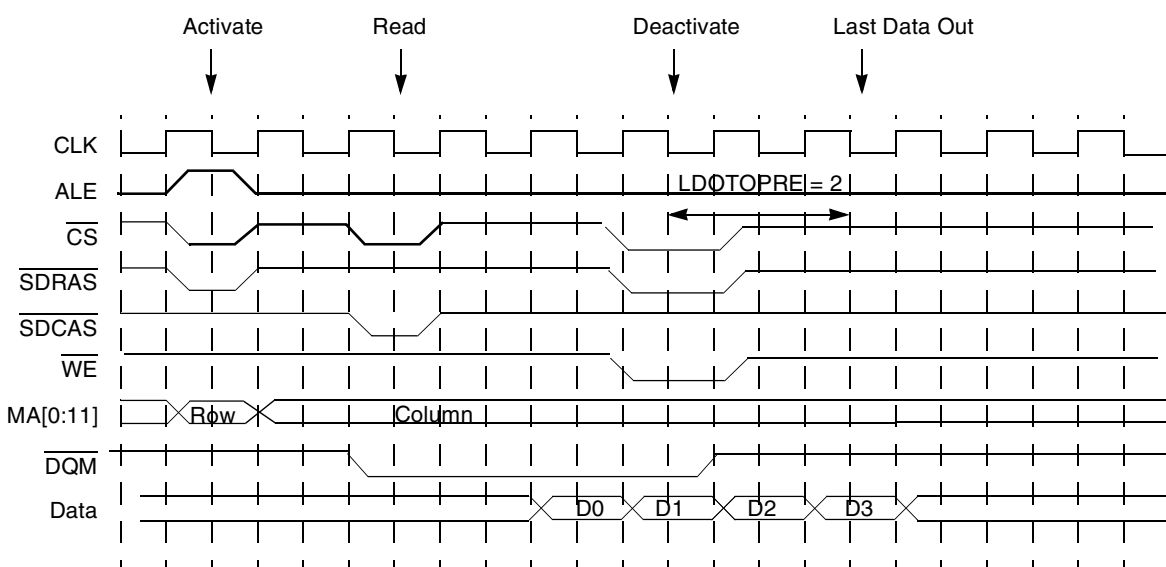 Activate Read Deactivate Last Data Out
CLK
ALE LDOTOPRE = 2
CS
SDRAS
SDCAS
WE
MA[0:11] Row Column
DQM
Data D0 D1 D2 D3